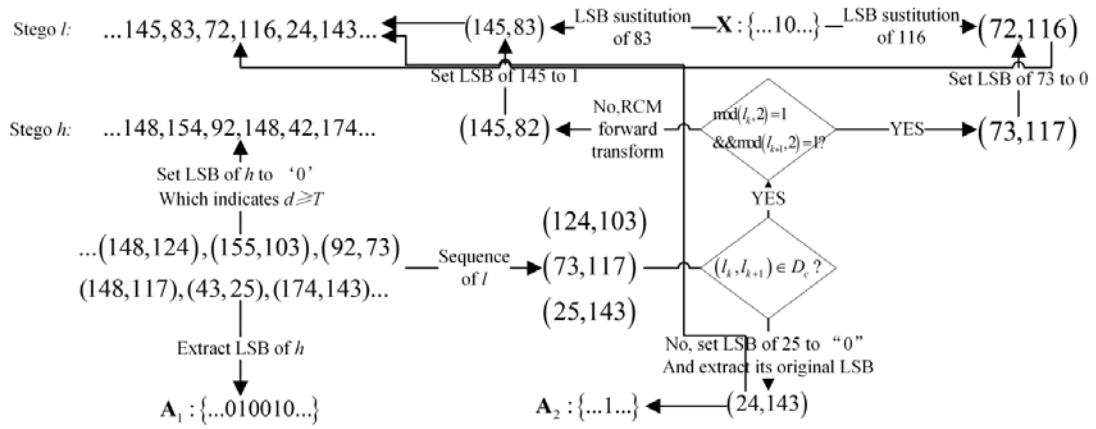 Stego l: ...145,83,72,116,24,143... (145,83) LSB sustitution of 83 X:{...10...} LSB sustitution of 116 (72,116)
Set LSB of 145 to 1
Set LSB of 73 to 0
Stego h: ...148,154,92,148,42,174... (145,82) No,RCM forward transform mod(l_k,2)=1 &&mod(l_{k+1},2)=1? YES (73,117)
Set LSB of h to ‘0’
Which indicates d⩾T
YES
...(148,124),(155,103),(92,73)
(148,117),(43,25),(174,143)...
Sequence of l
(124,103)
(73,117)
(25,143)
(l_k,l_{k+1})∈D_c?
Extract LSB of h
No, set LSB of 25 to “0”
And extract its original LSB
A₁:{...010010...}
A₂:{...1...}
(24,143)